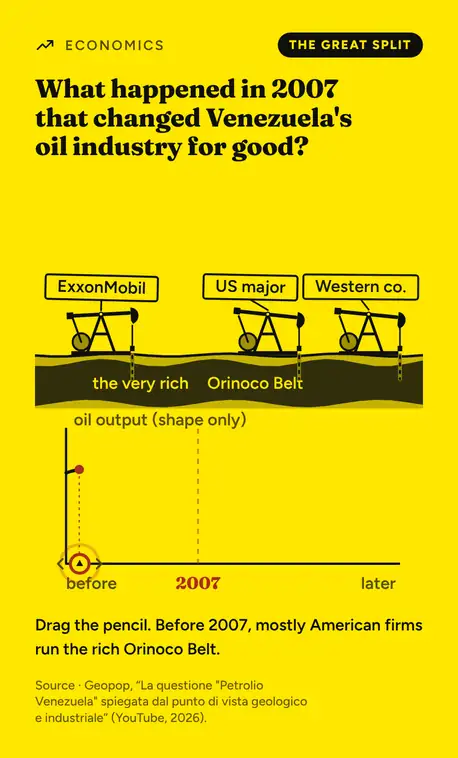 ECONOMICS
THE GREAT SPLIT
What happened in 2007
that changed Venezuela's
oil industry for good?
ExxonMobil
US major
Western co.
the very rich Orinoco Belt
oil output (shape only)
before
2007
later
Drag the pencil. Before 2007, mostly American firms
run the rich Orinoco Belt.
Source · Geopop, “La questione "Petrolio
Venezuela" spiegata dal punto di vista geologico
e industriale” (YouTube, 2026).